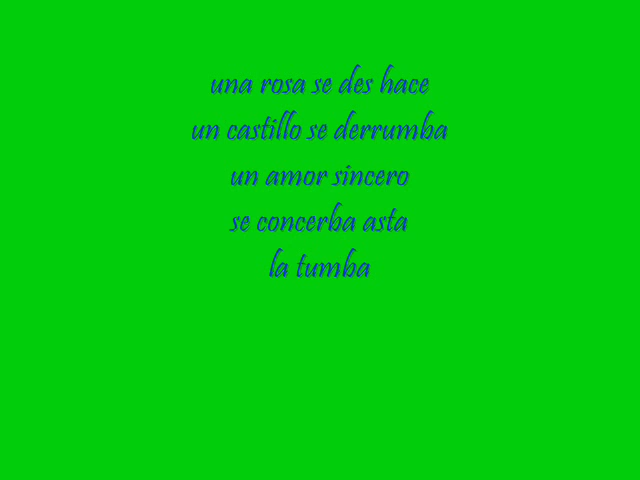 una rosa se des hace
un castillo se derrumba
un amor sincero
se concerba asta
la tumba